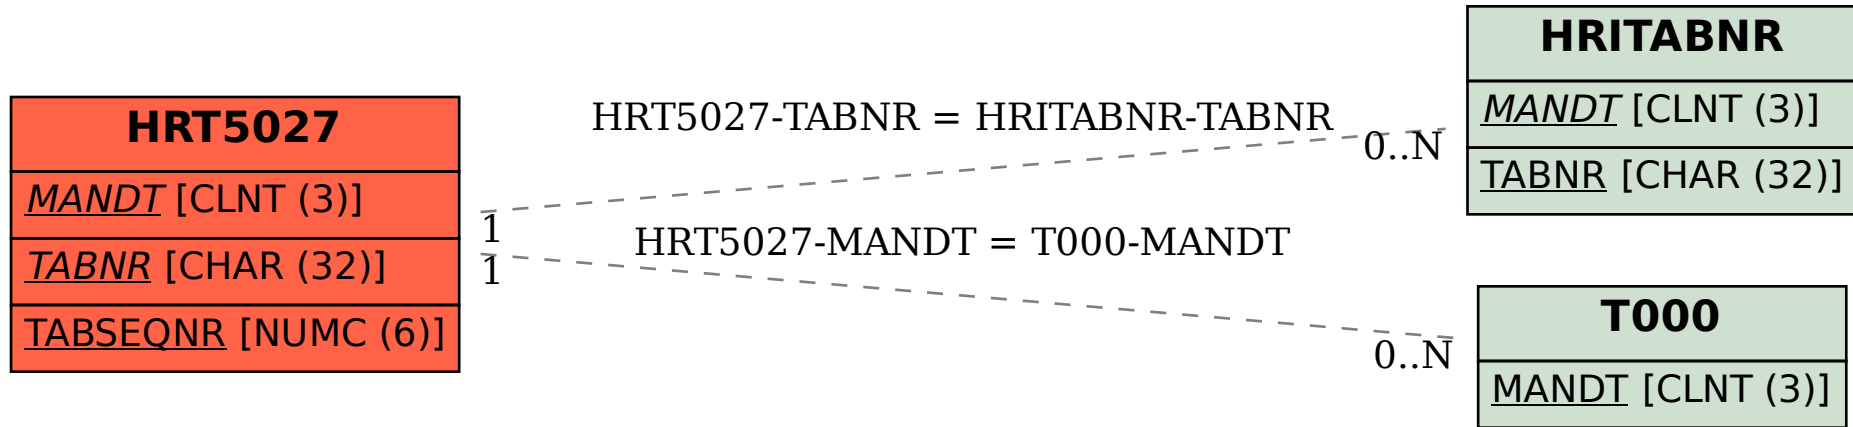 HRT5027
MANDT [CLNT (3)]
TABNR [CHAR (32)]
TABSEQNR [NUMC (6)]
HRT5027-TABNR = HRITABNR-TABNR
0..N
1
HRT5027-MANDT = T000-MANDT
1
0..N
HRITABNR
MANDT [CLNT (3)]
TABNR [CHAR (32)]
T000
MANDT [CLNT (3)]